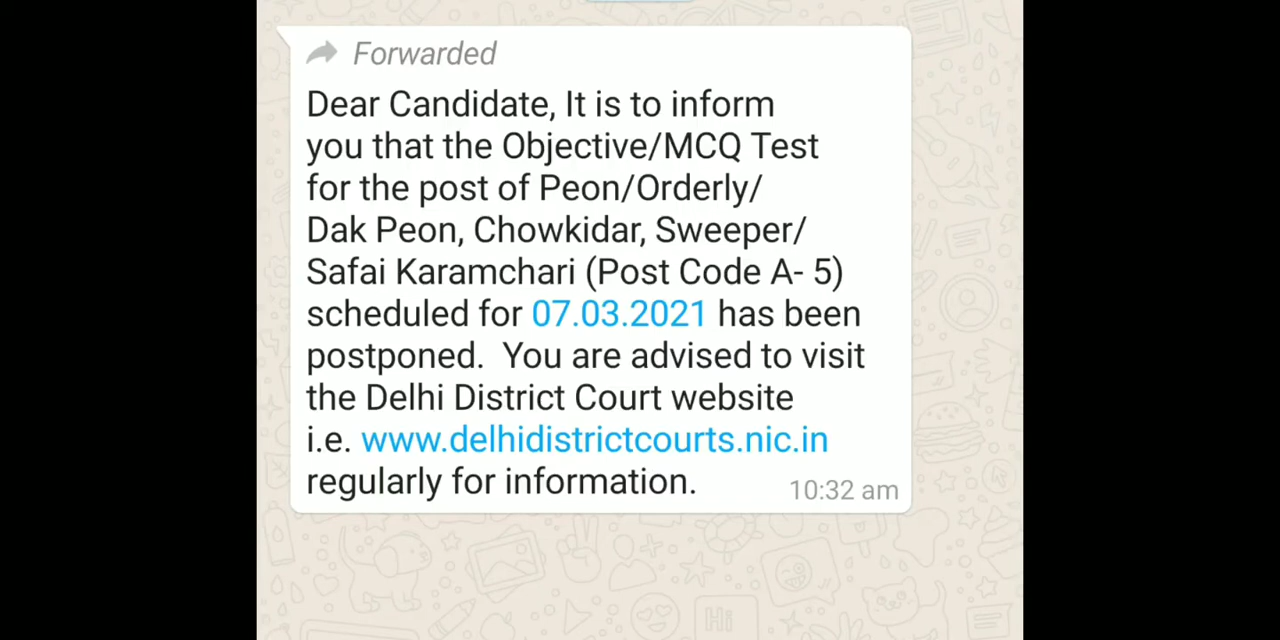 Forwarded
Dear Candidate, It is to inform
you that the Objective/MCQ Test
for the post of Peon/Orderly/
Dak Peon, Chowkidar, Sweeper/
Safai Karamchari (Post Code A- 5)
scheduled for 07.03.2021 has been
postponed.  You are advised to visit
the Delhi District Court website
i.e. www.delhidistrictcourts.nic.in
regularly for information.
10:32 am
Hi